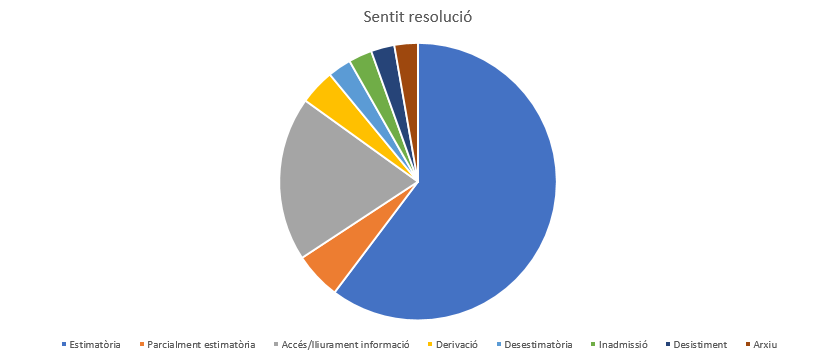 Sentit resolució
Estimatòria Parcialment estimatòria Accés/lliurament informació Derivació Desestimatòria Inadmissió Desistiment Arxiu